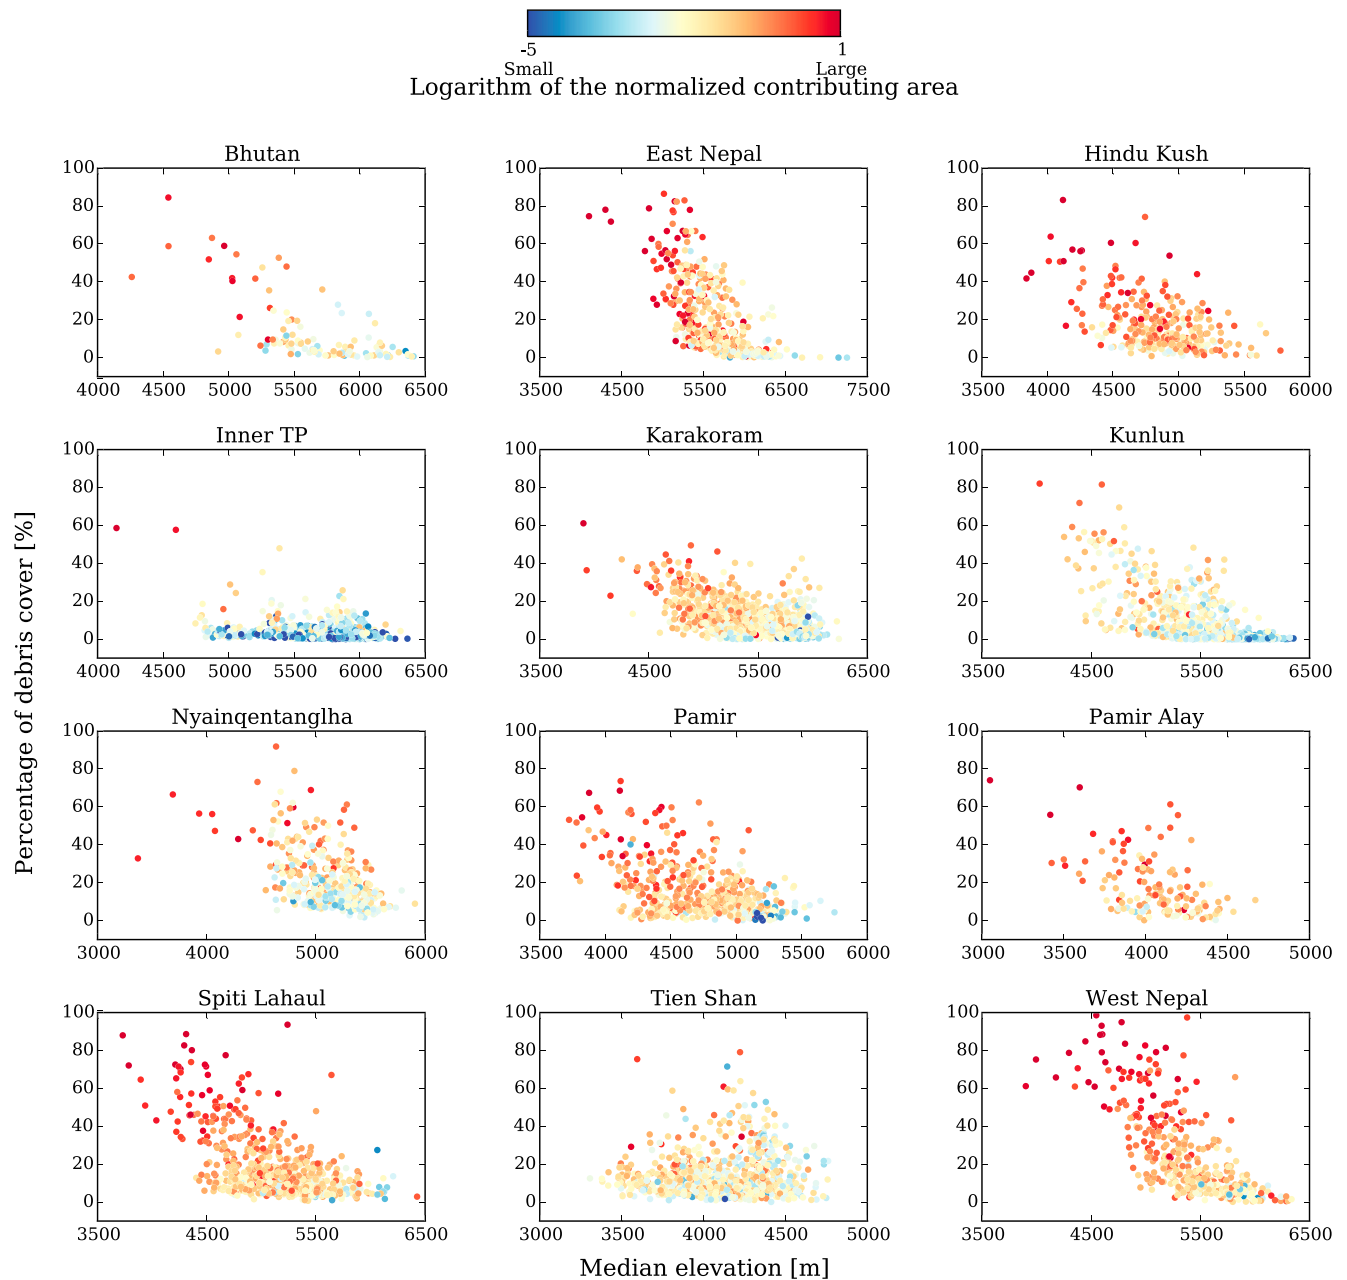 -5 1
Small Large
Logarithm of the normalized contributing area
Bhutan East Nepal Hindu Kush
100 100 100
80 80 80
60 60 60
40 40 40
20 20 20
0 0 0
4000 4500 5000 5500 6000 6500 3500 4500 5500 6500 7500 3500 4000 4500 5000 5500 6000
Inner TP Karakoram Kunlun
100 100 100
80 80 80
60 60 60
40 40 40
20 20 20
0 0 0
4000 4500 5000 5500 6000 6500 3500 4500 5500 6500 3500 4500 5500 6500
Percentage of debris cover [%]
Nyainqentanglha Pamir Pamir Alay
100 100 100
80 80 80
60 60 60
40 40 40
20 20 20
0 0 0
3000 4000 5000 6000 3500 4000 4500 5000 5500 6000 3000 3500 4000 4500 5000
Spiti Lahaul Tien Shan West Nepal
100 100 100
80 80 80
60 60 60
40 40 40
20 20 20
0 0 0
3500 4500 5500 6500 3000 3500 4000 4500 5000 3500 4500 5500 6500
Median elevation [m]